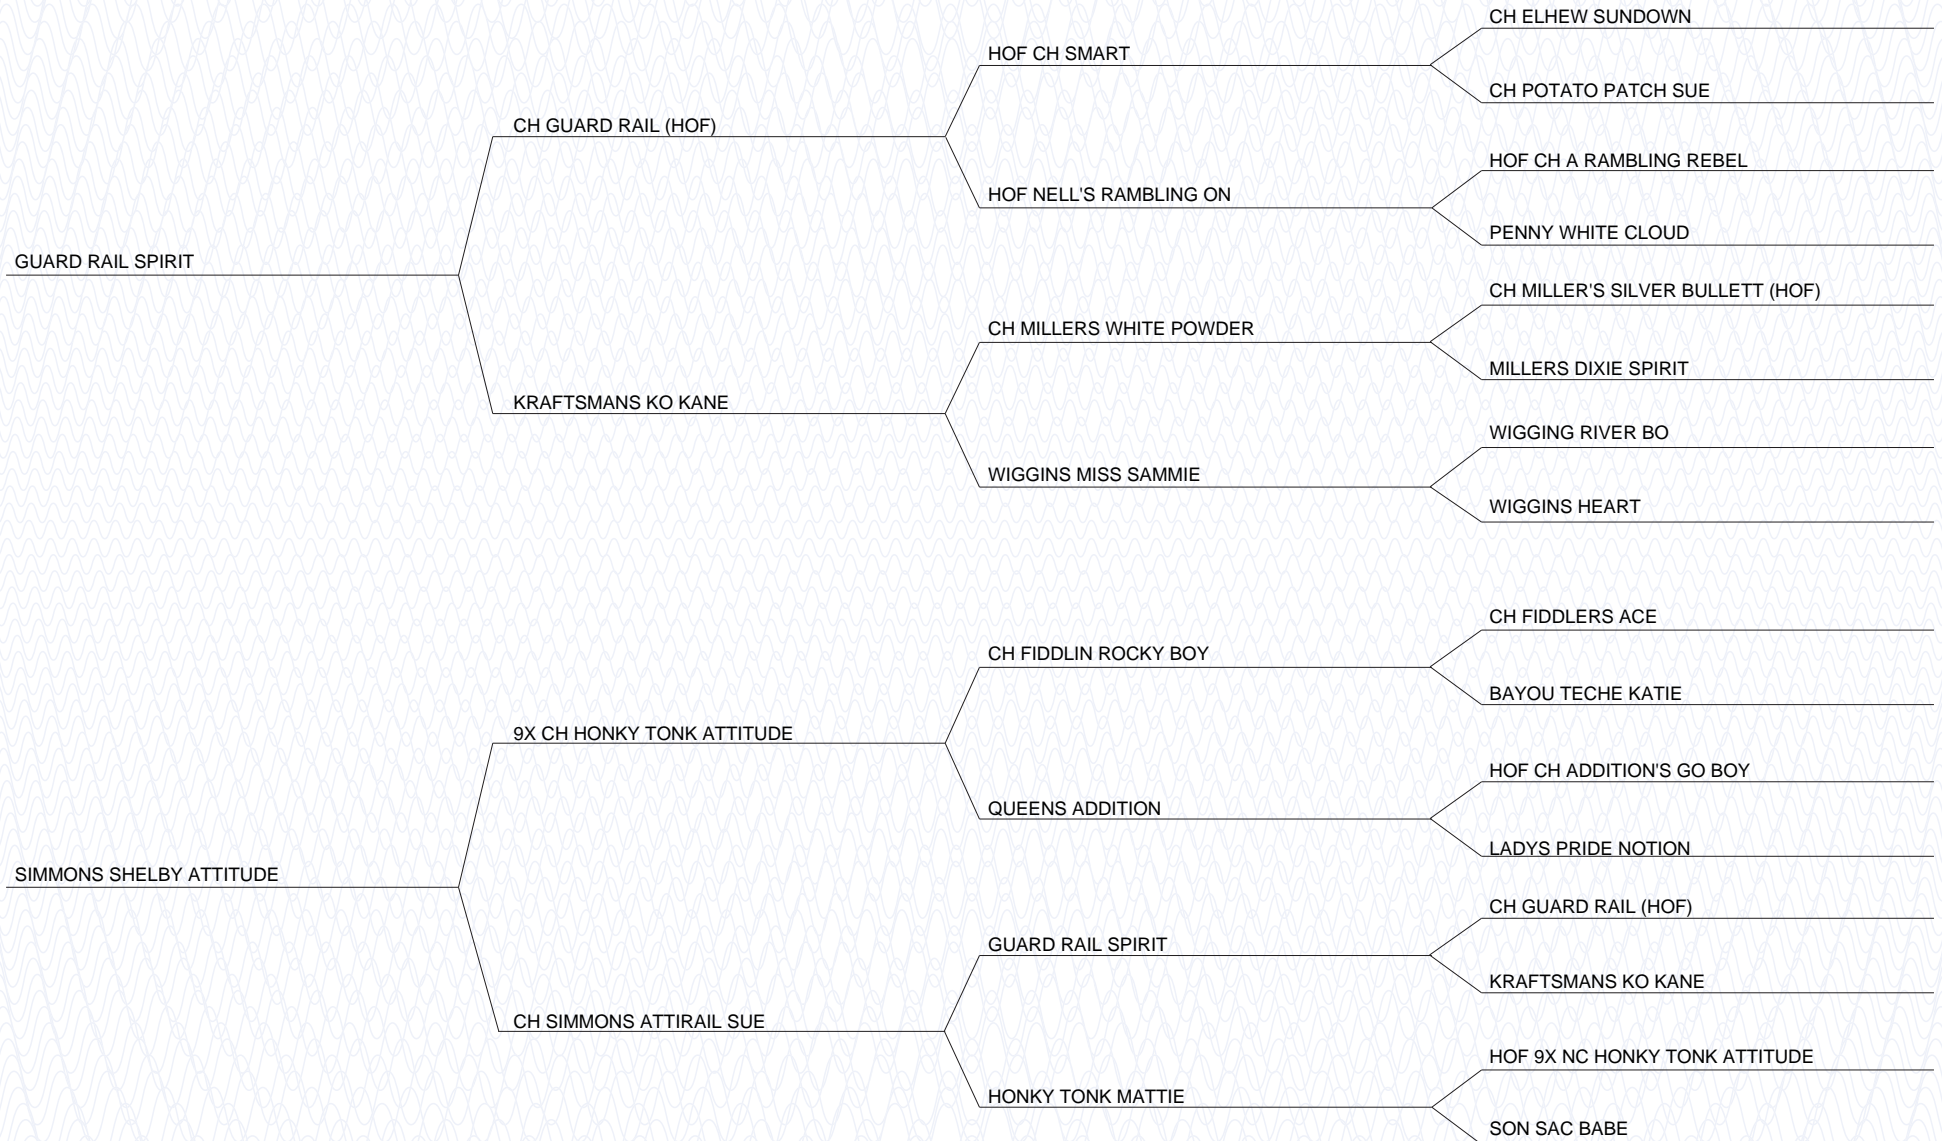 CH ELHEW SUNDOWN
HOF CH SMART
CH POTATO PATCH SUE
CH GUARD RAIL (HOF)
HOF CH A RAMBLING REBEL
HOF NELL'S RAMBLING ON
PENNY WHITE CLOUD
GUARD RAIL SPIRIT
CH MILLER'S SILVER BULLETT (HOF)
CH MILLERS WHITE POWDER
MILLERS DIXIE SPIRIT
KRAFTSMANS KO KANE
WIGGING RIVER BO
WIGGINS MISS SAMMIE
WIGGINS HEART
CH FIDDLERS ACE
CH FIDDLIN ROCKY BOY
BAYOU TECHE KATIE
9X CH HONKY TONK ATTITUDE
HOF CH ADDITION'S GO BOY
QUEENS ADDITION
LADYS PRIDE NOTION
SIMMONS SHELBY ATTITUDE
CH GUARD RAIL (HOF)
GUARD RAIL SPIRIT
KRAFTSMANS KO KANE
CH SIMMONS ATTIRAIL SUE
HOF 9X NC HONKY TONK ATTITUDE
HONKY TONK MATTIE
SON SAC BABE